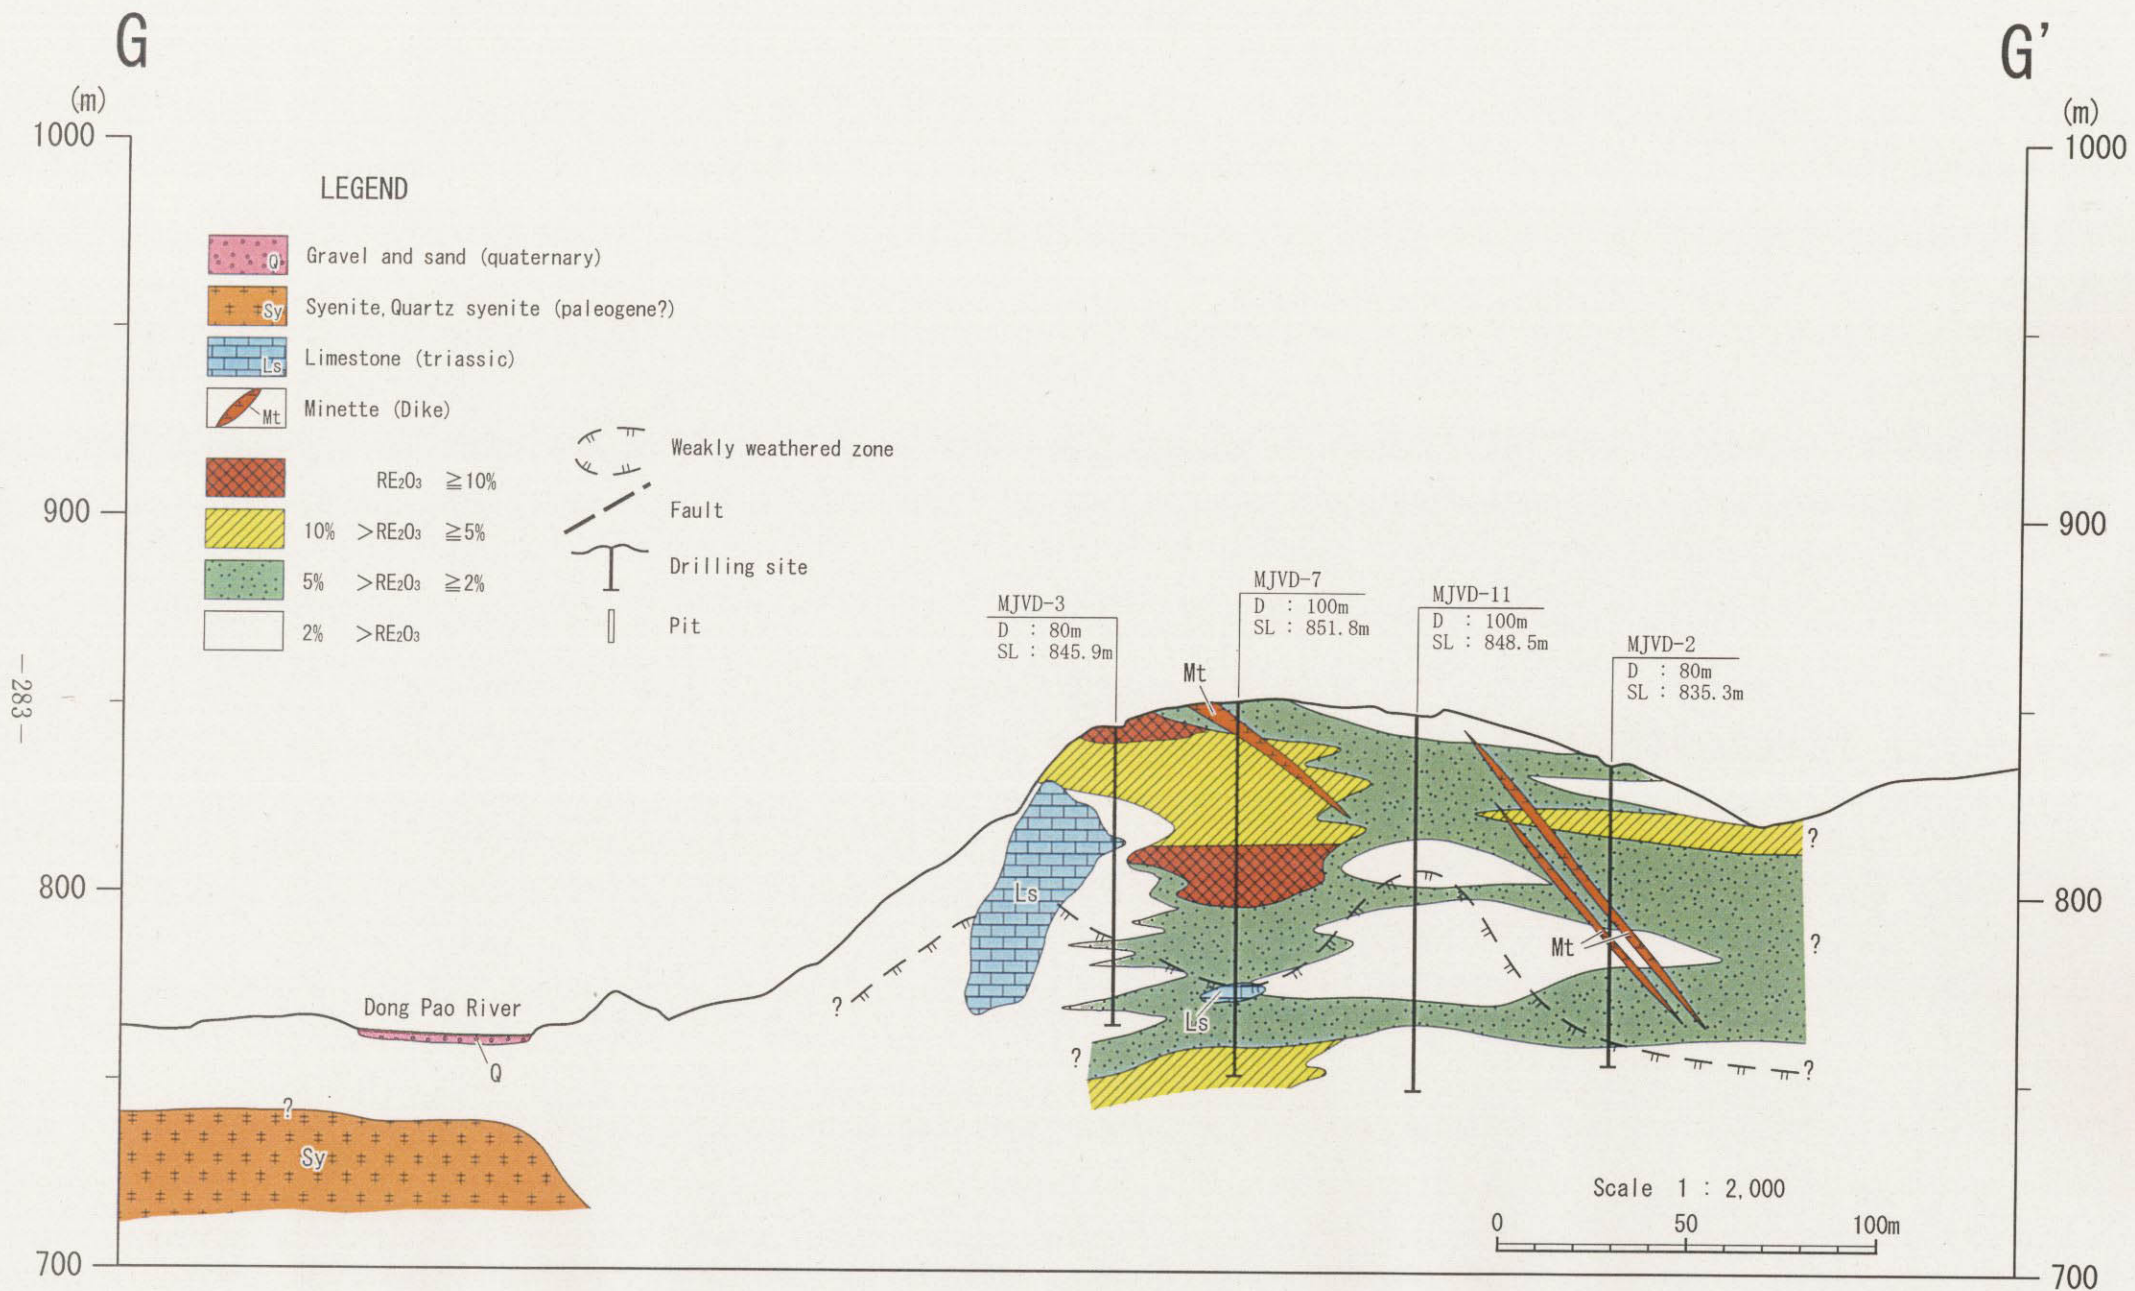 G
G'
(m)
(m)
1000
1000
LEGEND
Q
Gravel and sand (quaternary)
Sy
Syenite, Quartz syenite (paleogene?)
Ls
Limestone (triassic)
Mt
Minette (Dike)
Weakly weathered zone
RE₂O₃ ≧10%
Fault
900
900
10% >RE₂O₃ ≧5%
Drilling site
5% >RE₂O₃ ≧2%
Pit
2% >RE₂O₃
MJVD-3
D : 80m
SL : 845.9m
MJVD-7
D : 100m
SL : 851.8m
MJVD-11
D : 100m
SL : 848.5m
MJVD-2
D : 80m
SL : 835.3m
Mt
-283-
?
800
800
Ls
Mt
?
?
Dong Pao River
Ls
Q
?
?
?
Sy
Scale 1 : 2,000
0 50 100m
700
700